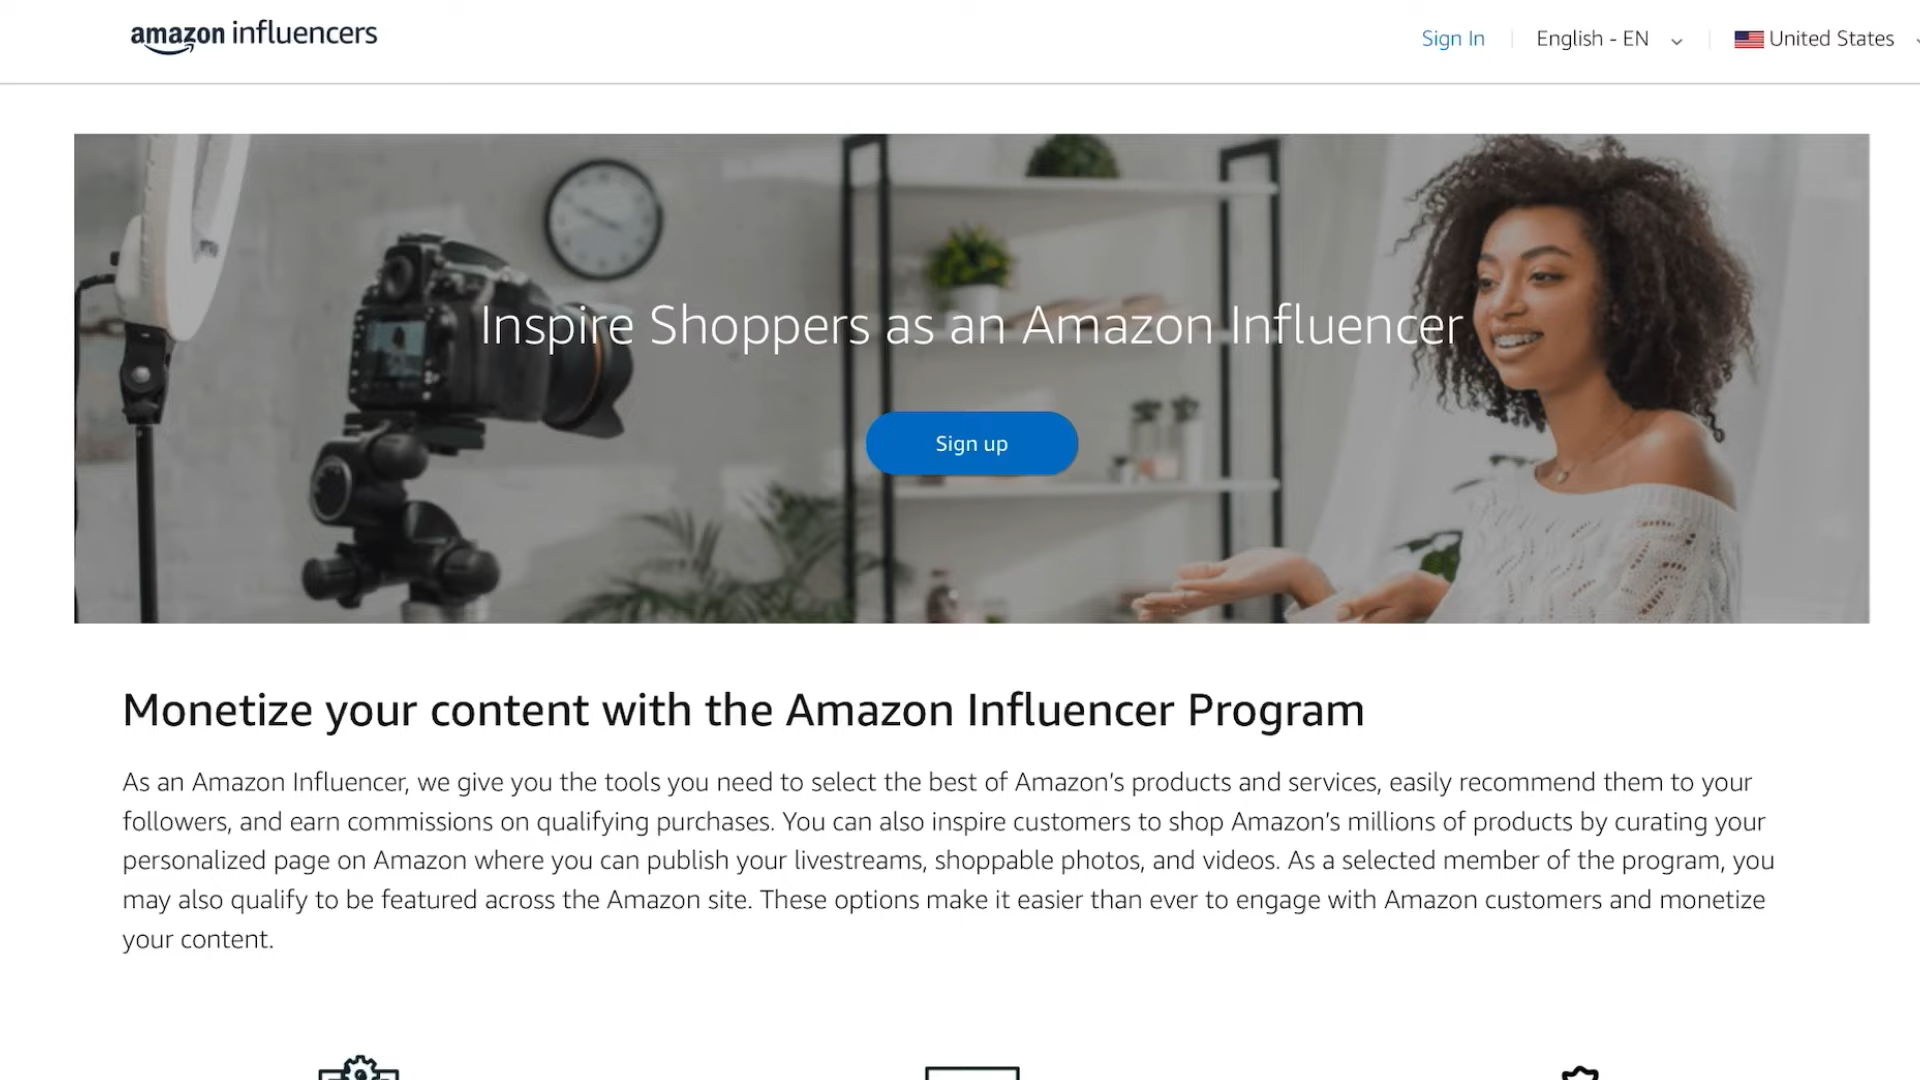 amazon influencers
Sign In
English - EN
United States
Inspire Shoppers as an Amazon Influencer
Sign up
Monetize your content with the Amazon Influencer Program
As an Amazon Influencer, we give you the tools you need to select the best of Amazon's products and services, easily recommend them to your
followers, and earn commissions on qualifying purchases. You can also inspire customers to shop Amazon's millions of products by curating your
personalized page on Amazon where you can publish your livestreams, shoppable photos, and videos. As a selected member of the program, you
may also qualify to be featured across the Amazon site. These options make it easier than ever to engage with Amazon customers and monetize
your content.